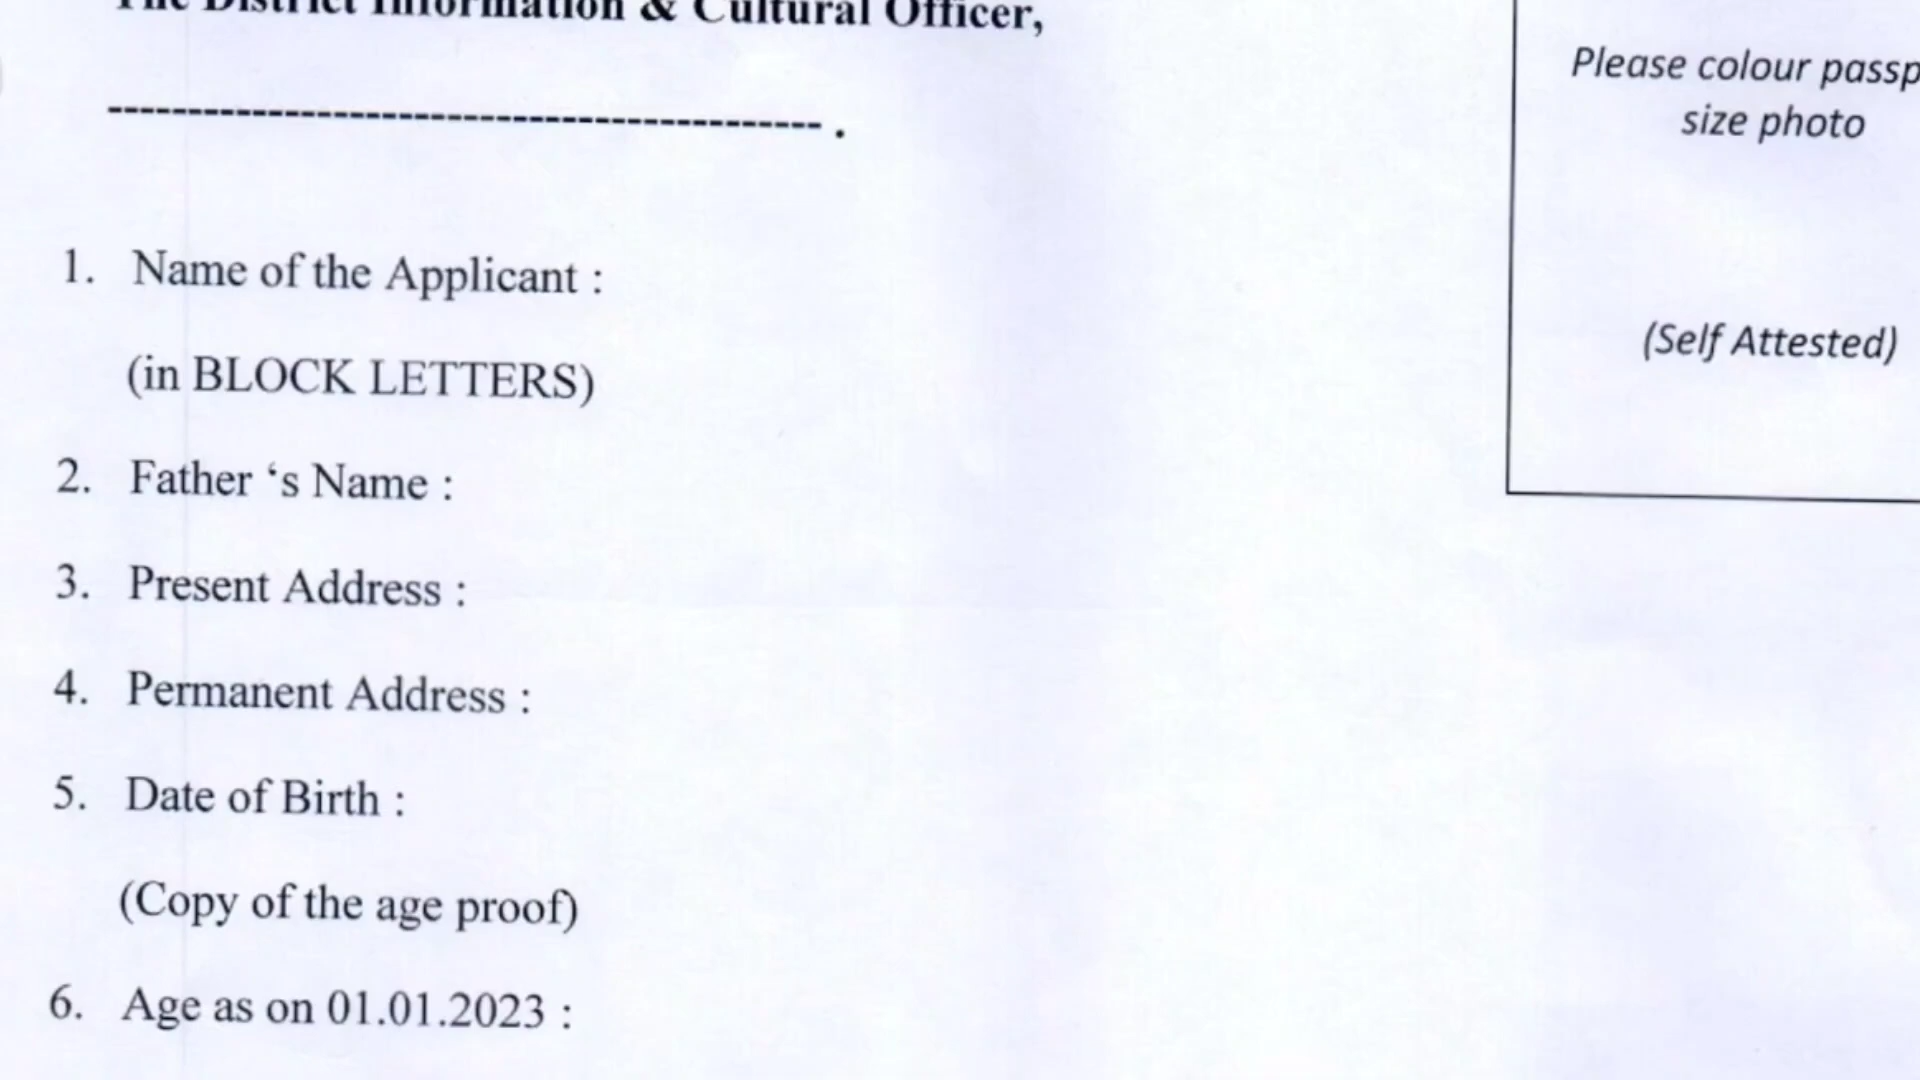 The District Information & Cultural Officer,
--------------------------------------------- .
Please colour passp
size photo
(Self Attested)
1. Name of the Applicant :
(in BLOCK LETTERS)
2. Father ‘s Name :
3. Present Address :
4. Permanent Address :
5. Date of Birth :
(Copy of the age proof)
6. Age as on 01.01.2023 :